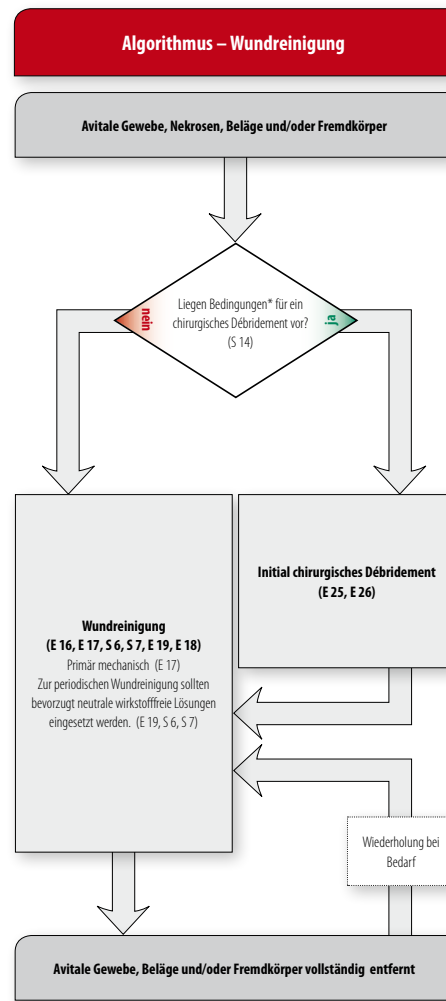 Algorithmus – Wundreinigung
Avitale Gewebe, Nekrosen, Beläge und/oder Fremdkörper
Liegen Bedingungen* für ein
chirurgisches Débridement vor?
(S 14)
nein
ja
Wundreinigung
(E 16, E 17, S 6, S 7, E 19, E 18)
Primär mechanisch (E 17)
Zur periodischen Wundreinigung sollten
bevorzugt neutrale wirkstofffreie Lösungen
eingesetzt werden. (E 19, S 6, S 7)
Initial chirurgisches Débridement
(E 25, E 26)
Wiederholung bei
Bedarf
Avitale Gewebe, Beläge und/oder Fremdkörper vollständig entfernt